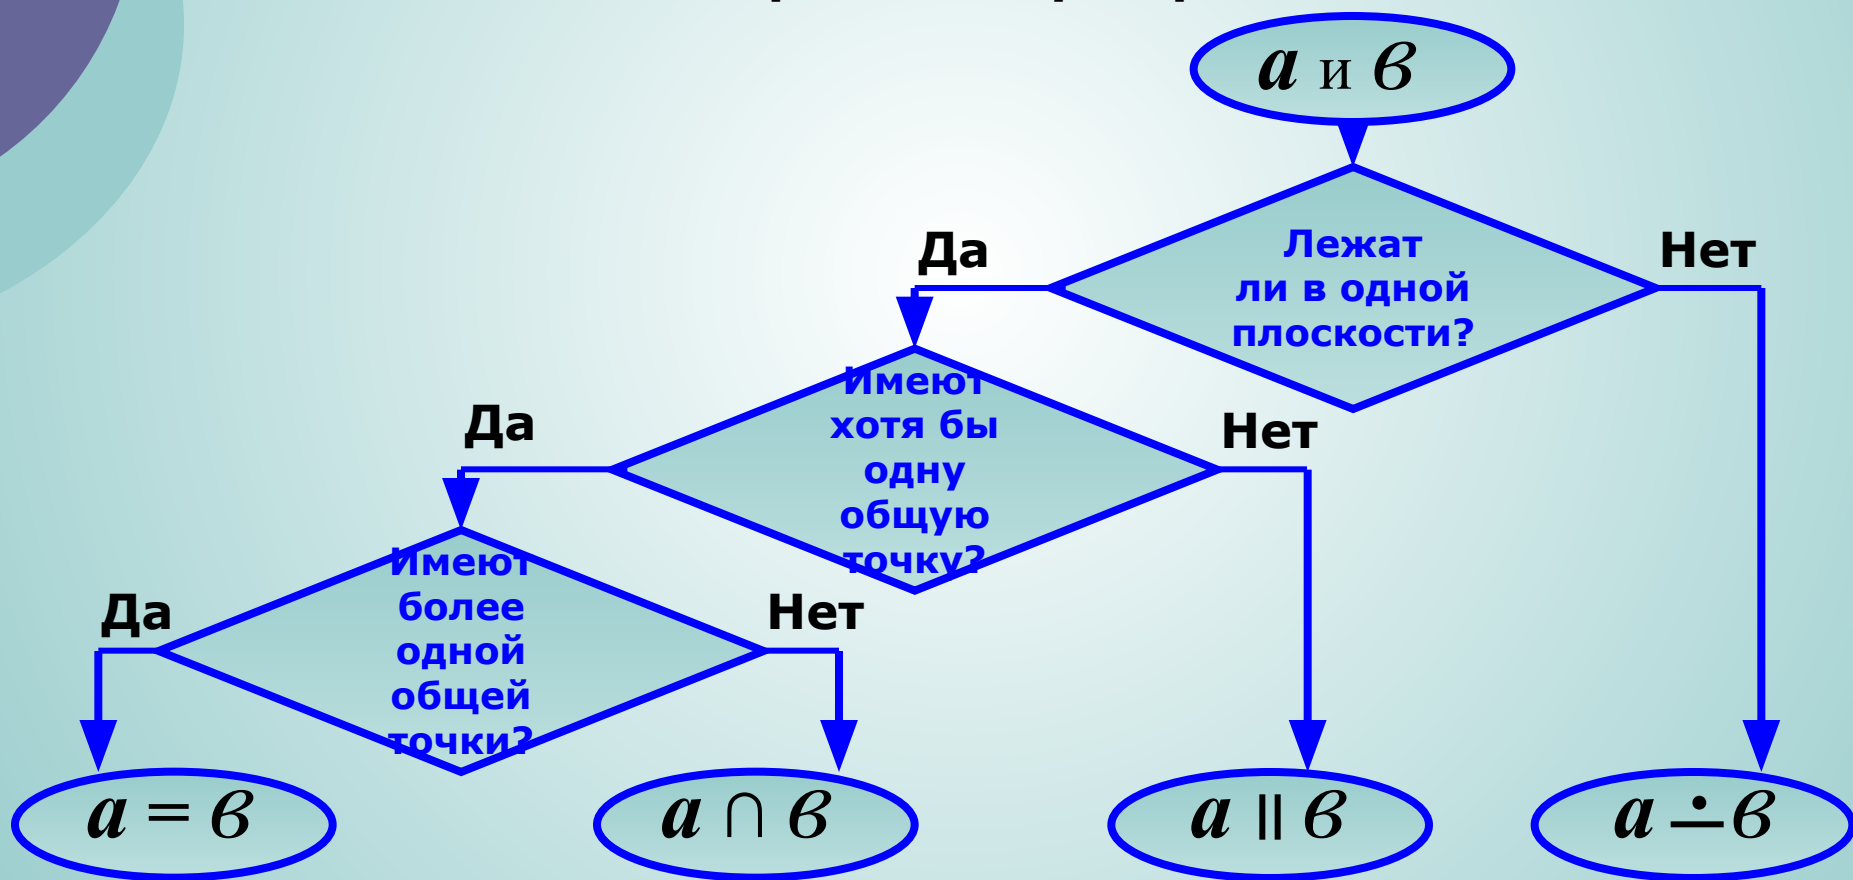 а и в
Да
Лежат
ли в одной
плоскости?
Нет
Да
Имеют
хотя бы
одну
общую
точку?
Нет
Да
Имеют
более
одной
общей
точки?
Нет
а = в
а ∩ в
а || в
а ∸ в